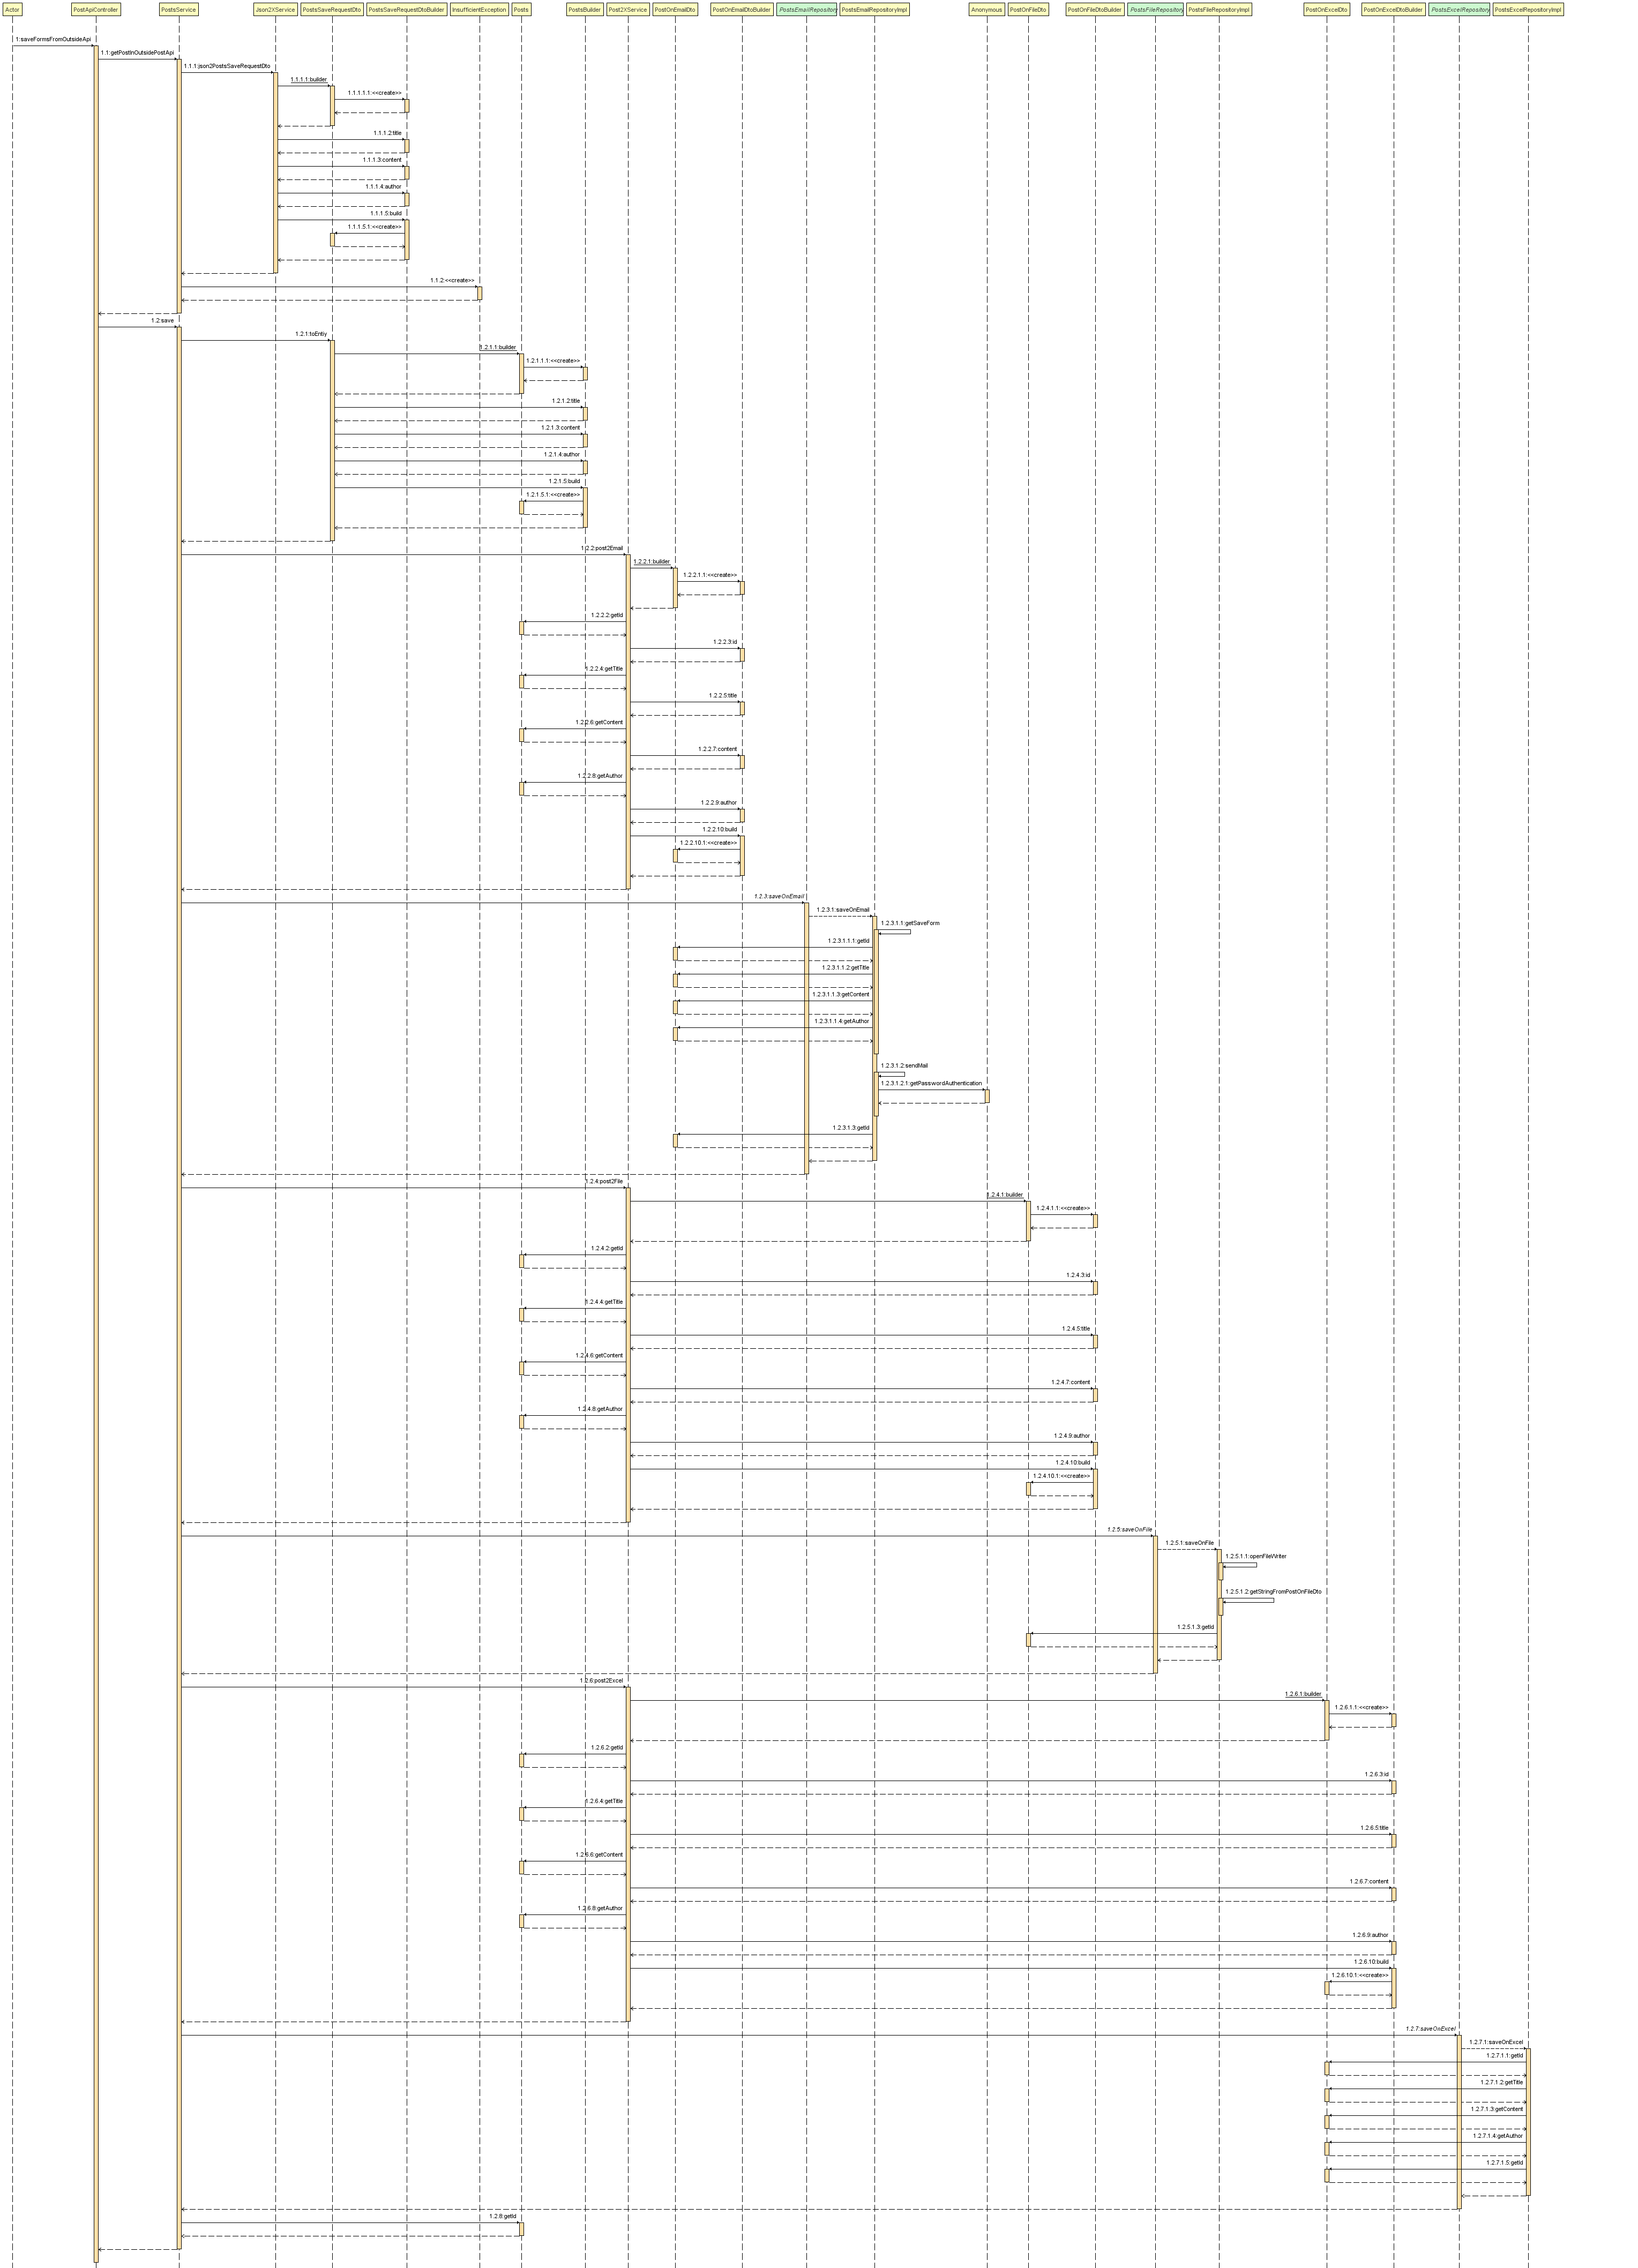 Actor
PostApiController
PostsService
Json2XService
PostsSaveRequestDto
PostsSaveRequestDtoBuilder
InsufficientException
Posts
PostsBuilder
Post2XService
PostOnEmailDto
PostOnEmailDtoBuilder
PostsEmailRepository
PostsEmailRepositoryImpl
Anonymous
PostOnFileDto
PostOnFileDtoBuilder
PostsFileRepository
PostsFileRepositoryImpl
PostOnExcelDto
PostOnExcelDtoBuilder
PostsExcelRepository
PostsExcelRepositoryImpl
1:saveFormsFromOutsideApi
1.1:getPostInOutsidePostApi
1.1.1:json2PostsSaveRequestDto
1.1.1.1:builder
1.1.1.1.1:<<create>>
1.1.1.2:title
1.1.1.3:content
1.1.1.4:author
1.1.1.5:build
1.1.1.5.1:<<create>>
1.1.2:<<create>>
1.2:save
1.2.1:toEntiy
1.2.1.1:builder
1.2.1.1.1:<<create>>
1.2.1.2:title
1.2.1.3:content
1.2.1.4:author
1.2.1.5:build
1.2.1.5.1:<<create>>
1.2.2:post2Email
1.2.2.1:builder
1.2.2.1.1:<<create>>
1.2.2.2:getId
1.2.2.3:id
1.2.2.4:getTitle
1.2.2.5:title
1.2.2.6:getContent
1.2.2.7:content
1.2.2.8:getAuthor
1.2.2.9:author
1.2.2.10:build
1.2.2.10.1:<<create>>
1.2.3:saveOnEmail
1.2.3.1:saveOnEmail
1.2.3.1.1:getSaveForm
1.2.3.1.1.1:getId
1.2.3.1.1.2:getTitle
1.2.3.1.1.3:getContent
1.2.3.1.1.4:getAuthor
1.2.3.1.2:sendMail
1.2.3.1.2.1:getPasswordAuthentication
1.2.3.1.3:getId
1.2.4:post2File
1.2.4.1:builder
1.2.4.1.1:<<create>>
1.2.4.2:getId
1.2.4.3:id
1.2.4.4:getTitle
1.2.4.5:title
1.2.4.6:getContent
1.2.4.7:content
1.2.4.8:getAuthor
1.2.4.9:author
1.2.4.10:build
1.2.4.10.1:<<create>>
1.2.5:saveOnFile
1.2.5.1:saveOnFile
1.2.5.1.1:openFileWriter
1.2.5.1.2:getStringFromPostOnFileDto
1.2.5.1.3:getId
1.2.6:post2Excel
1.2.6.1:builder
1.2.6.1.1:<<create>>
1.2.6.2:getId
1.2.6.3:id
1.2.6.4:getTitle
1.2.6.5:title
1.2.6.6:getContent
1.2.6.7:content
1.2.6.8:getAuthor
1.2.6.9:author
1.2.6.10:build
1.2.6.10.1:<<create>>
1.2.7:saveOnExcel
1.2.7.1:saveOnExcel
1.2.7.1.1:getId
1.2.7.1.2:getTitle
1.2.7.1.3:getContent
1.2.7.1.4:getAuthor
1.2.7.1.5:getId
1.2.8:getId